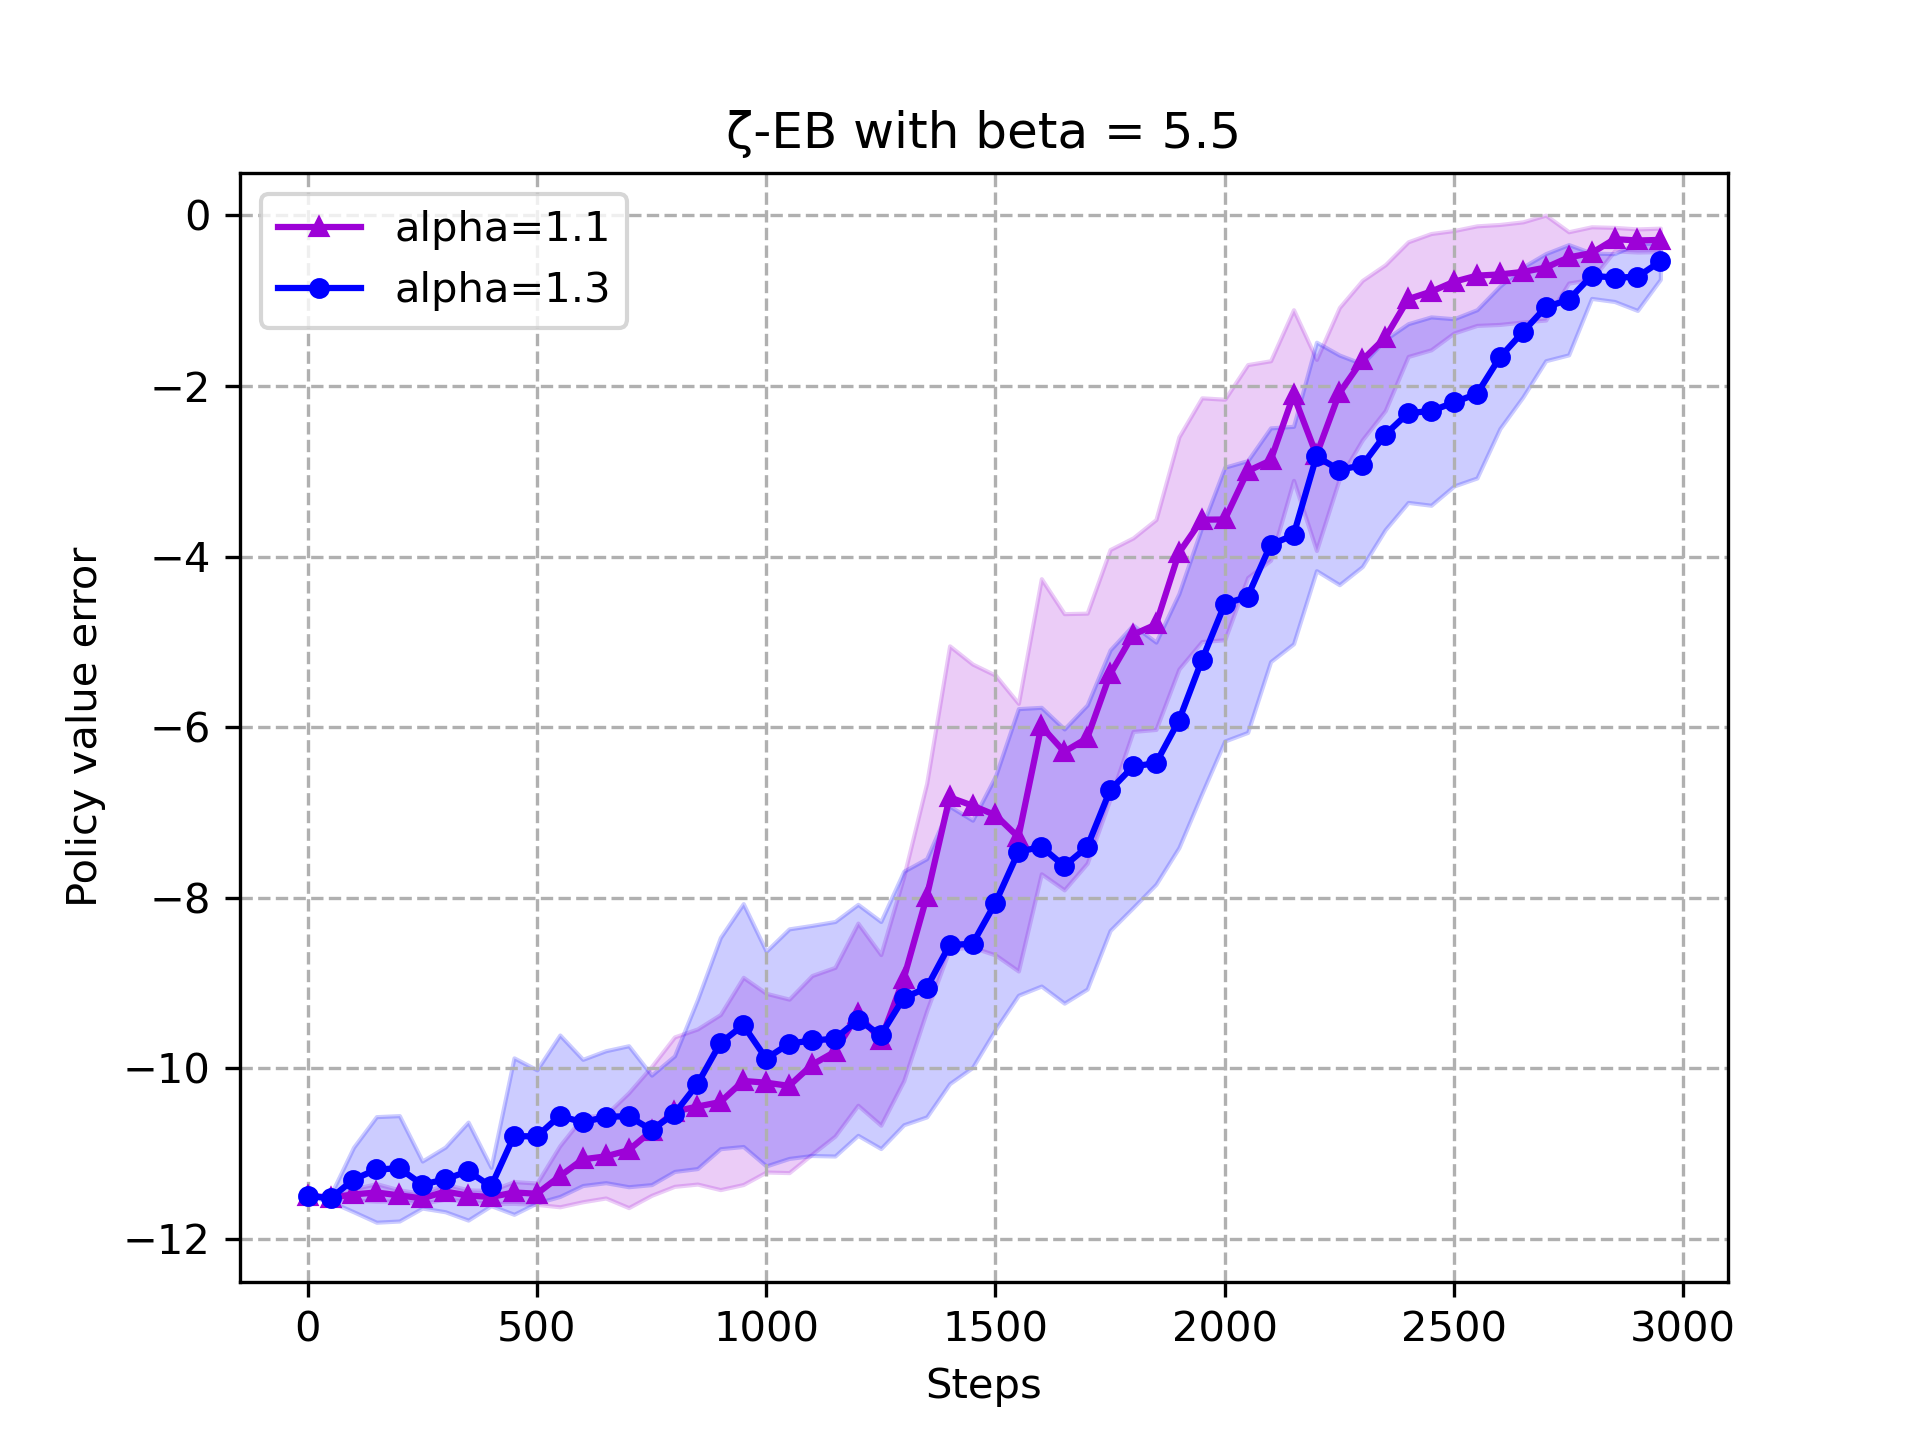 ζ-EB with beta = 5.5
alpha=1.1
alpha=1.3
Policy value error
0
−2
−4
−6
−8
−10
−12
0 500 1000 1500 2000 2500 3000
Steps